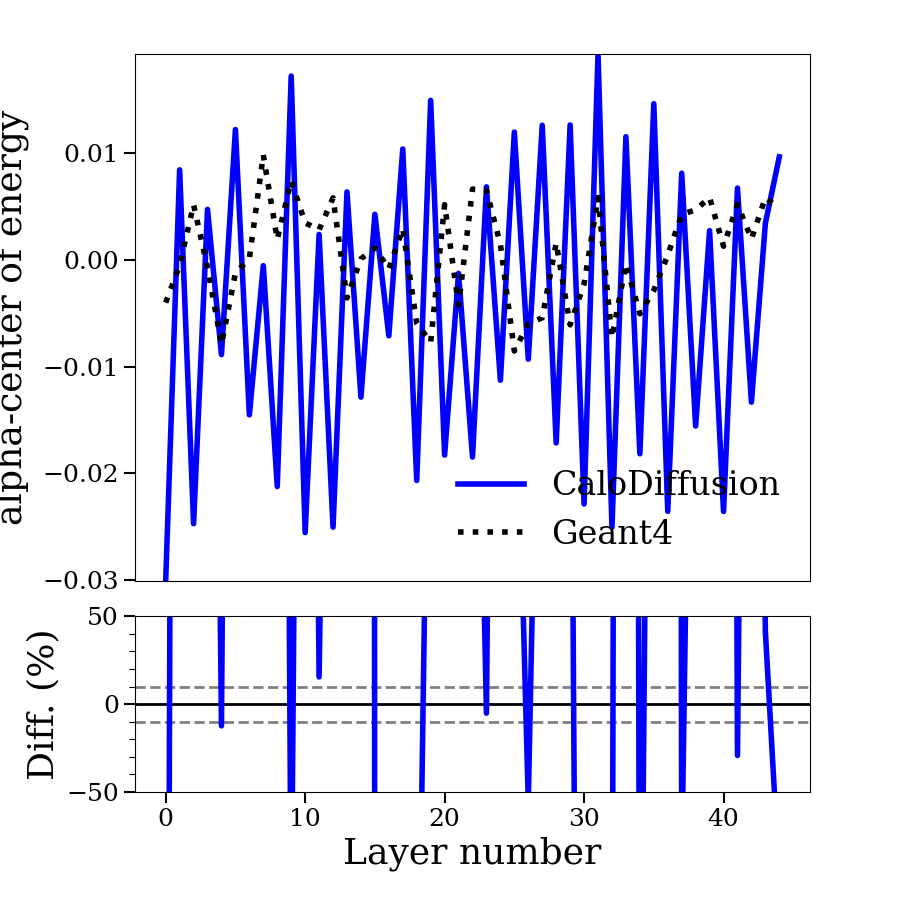 alpha-center of energy
0.01
0.00
−0.01
−0.02
−0.03
CaloDiffusion
Geant4
Diff. (%)
50
0
−50
0 10 20 30 40
Layer number